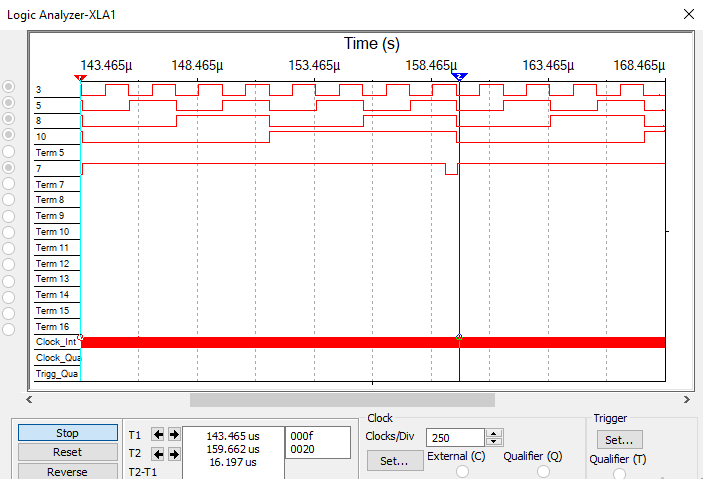 Logic Analyzer-XLA1
Time (s)
143.465µ 148.465µ 153.465µ 158.465µ 163.465µ 168.465µ
1 2
3
5
8
10
Term 5
7
Term 7
Term 8
Term 9
Term 10
Term 11
Term 12
Term 13
Term 14
Term 15
Term 16
Clock_Int
Clock_Qua
Trigg_Qua
Stop
Reset
Reverse
T1
T2
T2-T1
143.465 us
159.662 us
16.197 us
000f
0020
Clock
Clocks/Div 250
Set...
External (C)
Qualifier (Q)
Trigger
Set...
Qualifier (T)